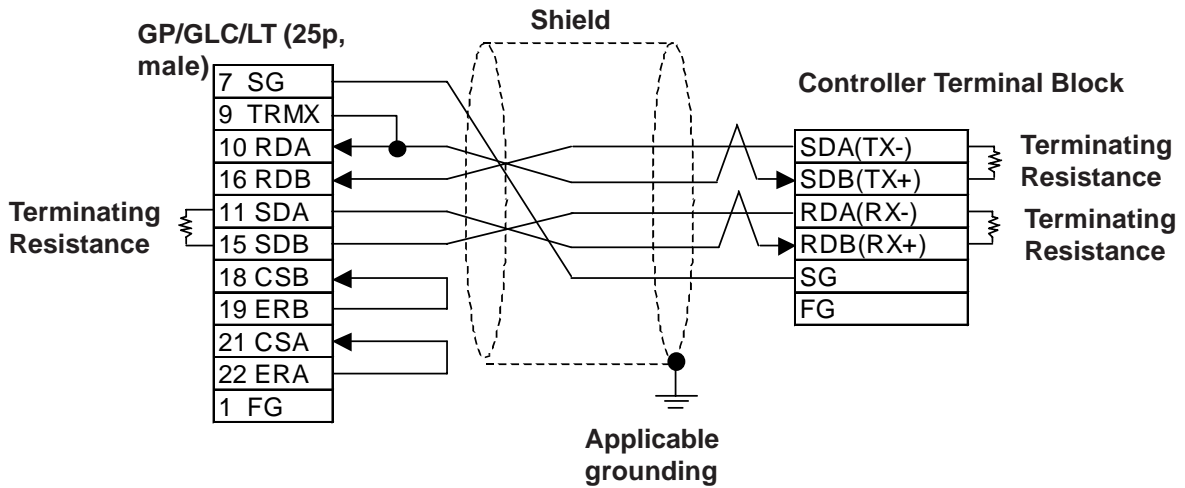 Shield
GP/GLC/LT (25p,
male)
7 SG
9 TRMX
10 RDA
16 RDB
11 SDA
15 SDB
18 CSB
19 ERB
21 CSA
22 ERA
1 FG
Terminating
Resistance
Controller Terminal Block
SDA(TX-)
SDB(TX+)
RDA(RX-)
RDB(RX+)
SG
FG
Terminating
Resistance
Terminating
Resistance
Applicable
grounding